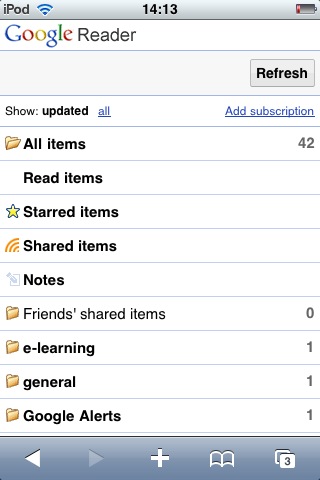 iPod 14:13
Google Reader
Refresh
Show: updated all Add subscription
All items 42
Read items
Starred items
Shared items
Notes
Friends' shared items 0
e-learning 1
general 1
Google Alerts 1
3